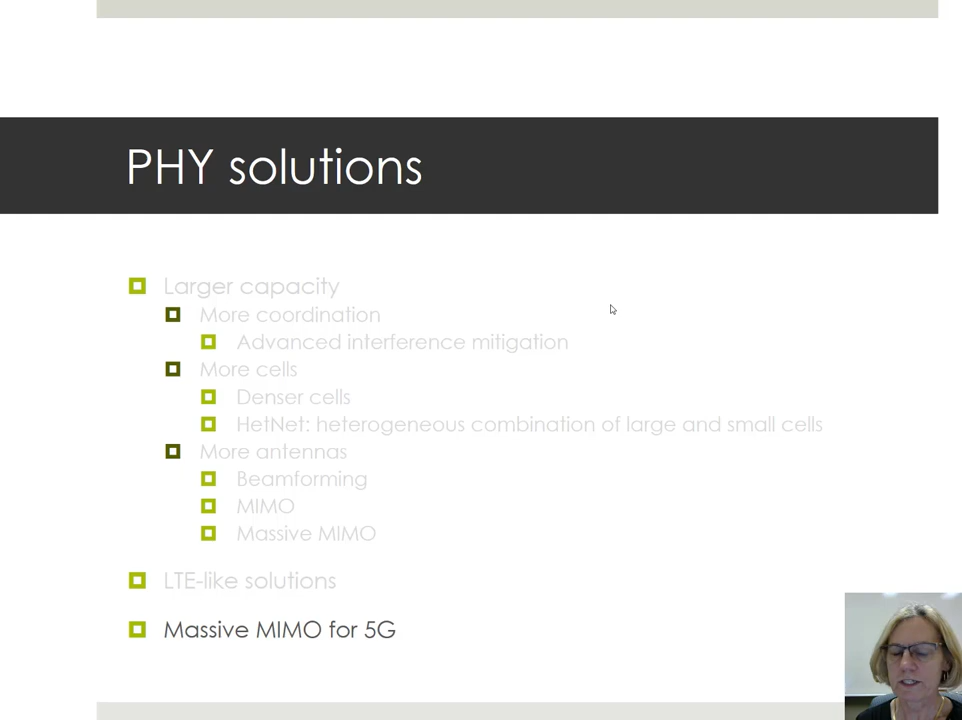 PHY solutions
Larger capacity
More coordination
Advanced interference mitigation
More cells
Denser cells
HetNet: heterogeneous combination of large and small cells
More antennas
Beamforming
MIMO
Massive MIMO
LTE-like solutions
Massive MIMO for 5G